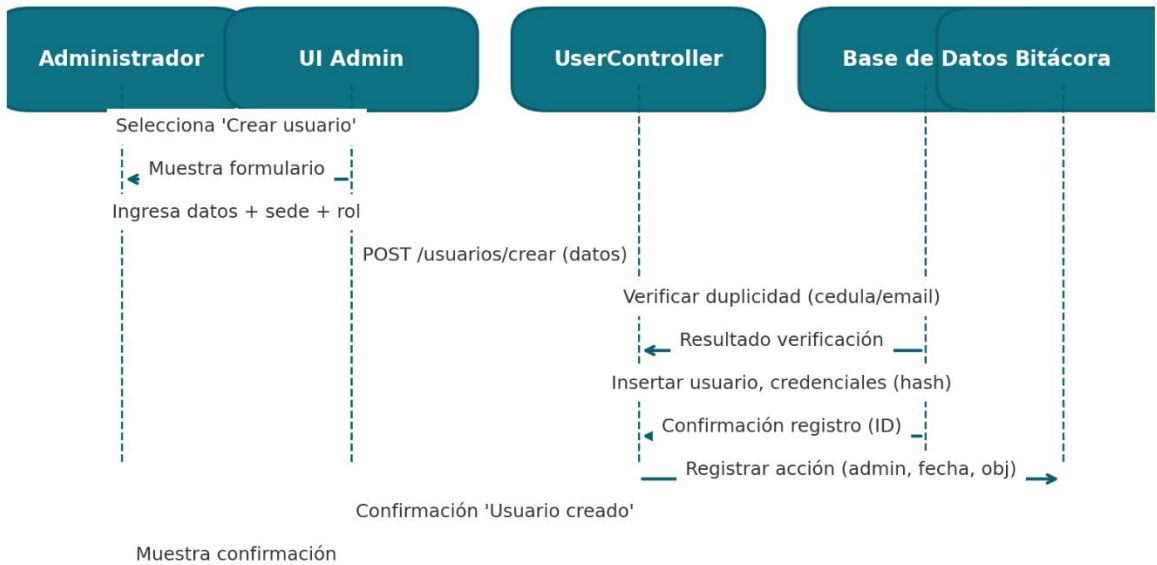 Administrador
UI Admin
UserController
Base de Datos
Bitácora
Selecciona 'Crear usuario'
Muestra formulario
Ingresa datos + sede + rol
POST /usuarios/crear (datos)
Verificar duplicidad (cedula/email)
Resultado verificación
Insertar usuario, credenciales (hash)
Confirmación registro (ID)
Registrar acción (admin, fecha, obj)
Confirmación 'Usuario creado'
Muestra confirmación